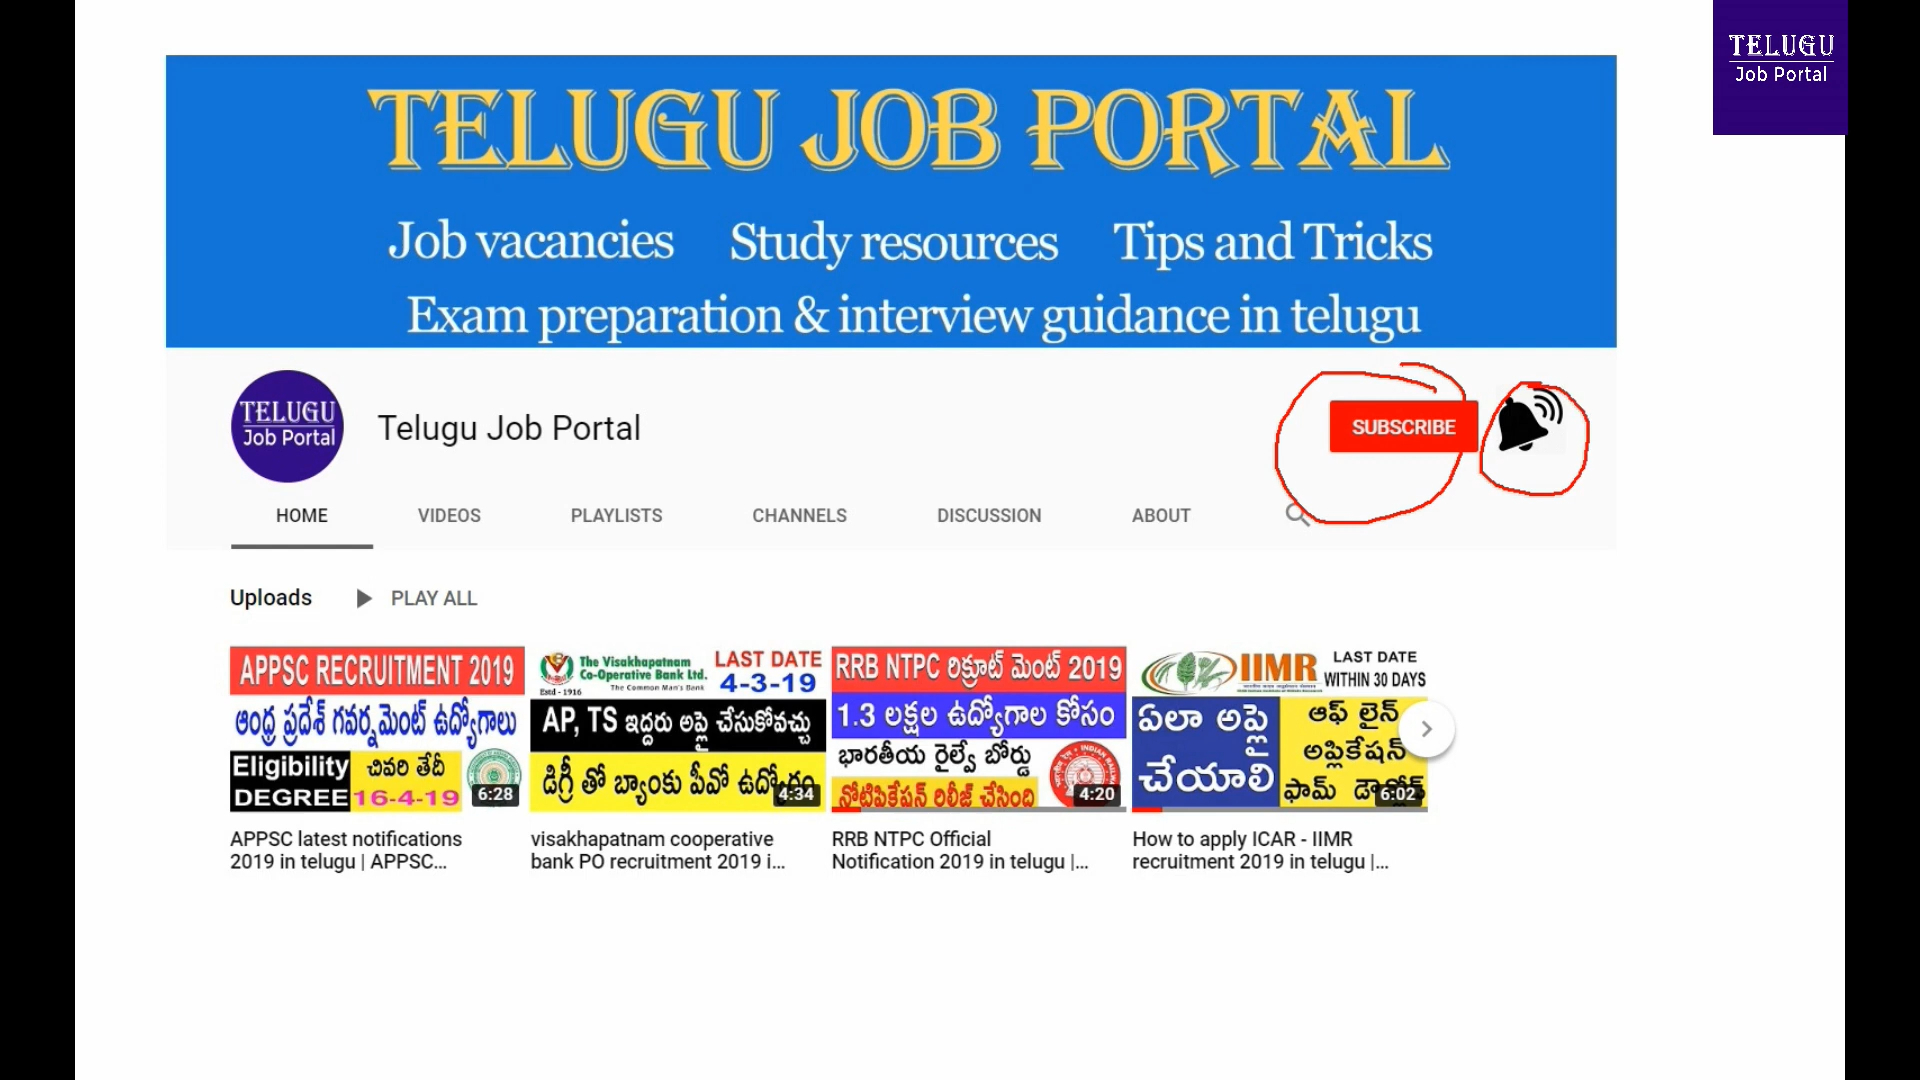 TELUGU
Job Portal
TELUGU JOB PORTAL
Job vacancies Study resources Tips and Tricks
Exam preparation & interview guidance in telugu
TELUGU
Job Portal
Telugu Job Portal
SUBSCRIBE
HOME VIDEOS PLAYLISTS CHANNELS DISCUSSION ABOUT
Uploads PLAY ALL
APPSC RECRUITMENT 2019
ఆంధ్ర ప్రదేశ్ గవర్నమెంట్ ఉద్యోగాలు
Eligibility చివరి తేదీ
DEGREE 16-4-19
6:28
APPSC latest notifications
2019 in telugu | APPSC...
The Visakhapatnam
Co-Operative Bank Ltd.
The Common Man's Bank
Estd - 1916
LAST DATE
4-3-19
AP, TS ఇద్దరు అప్లై చేసుకోవచ్చు
డిగ్రీ తో బ్యాంకు పీవో
4:34
visakhapatnam cooperative
bank PO recruitment 2019 i...
RRB NTPC రిక్రూట్ మెంట్ 2019
1.3 లక్షల ఉద్యోగాల కోసం
భారతీయ రైల్వే బోర్డు
నోటిఫికేషన్ రిలీజ్ చేసింది
4:20
RRB NTPC Official
Notification 2019 in telugu |...
IIMR
LAST DATE
WITHIN 30 DAYS
ఏలా అప్లై
చేయాలి
ఆఫ్ లైన్
అప్లికేషన్
ఫామ్
6:02
How to apply ICAR - IIMR
recruitment 2019 in telugu |...